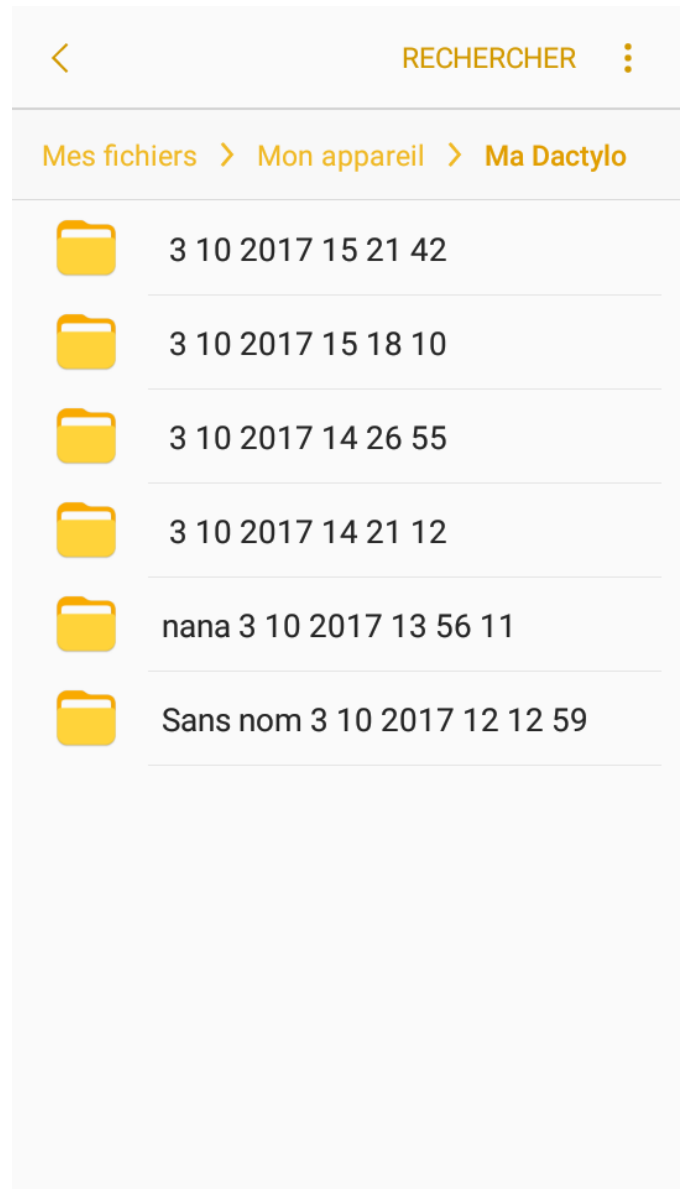 RECHERCHER
Mes fichiers > Mon appareil > Ma Dactylo
3 10 2017 15 21 42
3 10 2017 15 18 10
3 10 2017 14 26 55
3 10 2017 14 21 12
nana 3 10 2017 13 56 11
Sans nom 3 10 2017 12 12 59